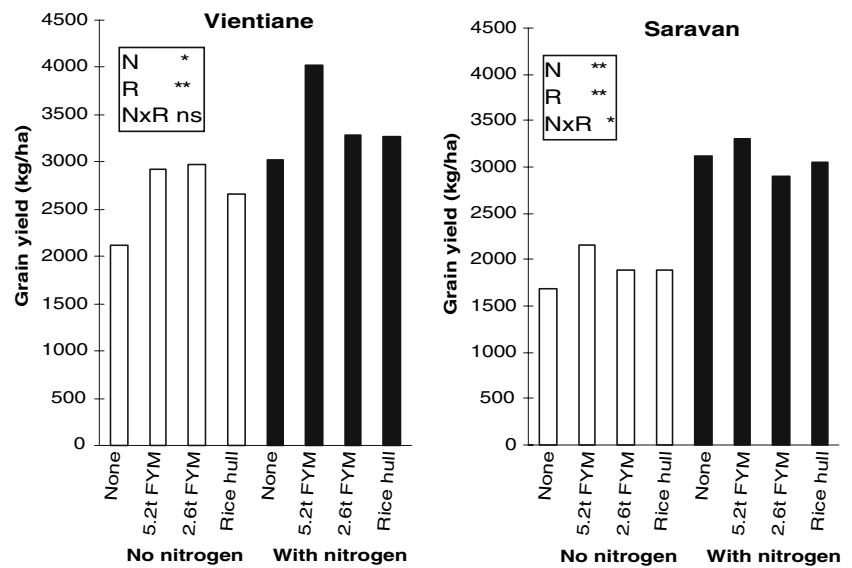 Vientiane
Grain yield (kg/ha)
4500
4000
3500
3000
2500
2000
1500
1000
500
0
N *
R **
NxR ns
None
5.2t FYM
2.6t FYM
Rice hull
None
5.2t FYM
2.6t FYM
Rice hull
No nitrogen
With nitrogen
Saravan
Grain yield (kg/ha)
4500
4000
3500
3000
2500
2000
1500
1000
500
0
N **
R **
NxR *
None
5.2t FYM
2.6t FYM
Rice hull
None
5.2t FYM
2.6t FYM
Rice hull
No nitrogen
With nitrogen